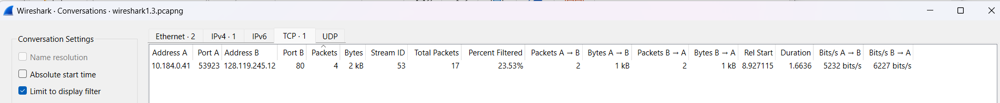 Wireshark · Conversations · wireshark1.3.pcapng
Conversation Settings
Name resolution
Absolute start time
Limit to display filter
Ethernet · 2 IPv4 · 1 IPv6 TCP · 1 UDP
Address A Port A Address B Port B Packets Bytes Stream ID Total Packets Percent Filtered Packets A → B Bytes A → B Packets B → A Bytes B → A Rel Start Duration Bits/s A → B Bits/s B → A
10.184.0.41 53923 128.119.245.12 80 4 2 kB 53 17 23.53% 2 1 kB 2 1 kB 8.927115 1.6636 5232 bits/s 6227 bits/s